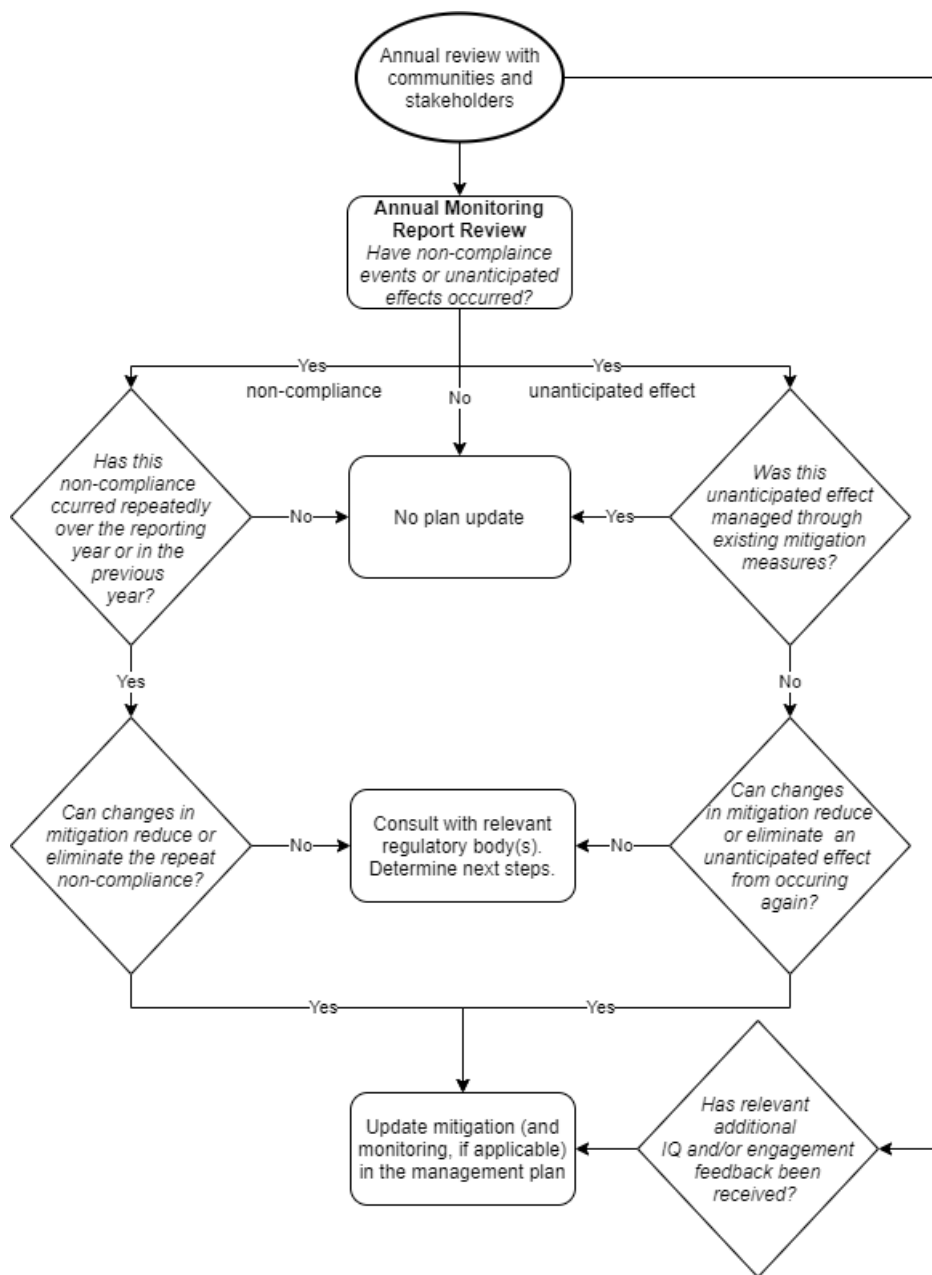 Annual review with
communities and
stakeholders
Annual Monitoring
Report Review
Have non-complaince
events or unanticipated
effects occurred?
Yes
non-compliance
No
Yes
unanticipated effect
Has this
non-compliance
ccurred repeatedly
over the reporting
year or in the
previous
year?
No
No plan update
Yes
Was this
unanticipated effect
managed through
existing mitigation
measures?
Yes
No
Can changes in
mitigation reduce or
eliminate the repeat
non-compliance?
No
Consult with relevant
regulatory body(s).
Determine next steps.
No
Can changes
in mitigation reduce
or eliminate an
unanticipated effect
from occuring
again?
Yes
Yes
Update mitigation (and
monitoring, if applicable)
in the management plan
Has relevant
additional
IQ and/or engagement
feedback been
received?